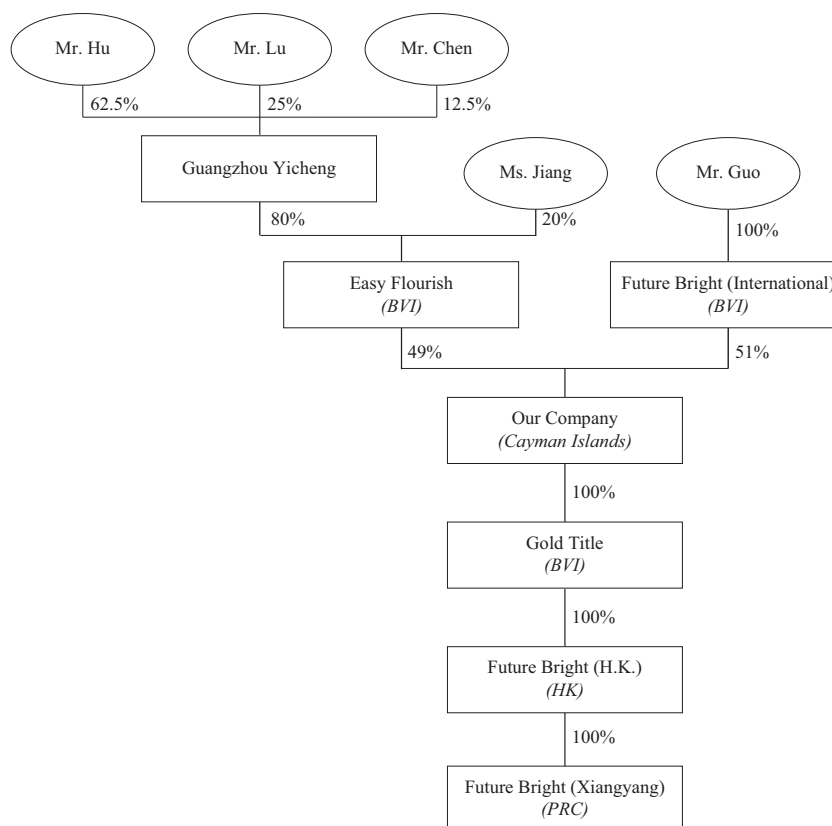 Mr. Hu
Mr. Lu
Mr. Chen
62.5%
25%
12.5%
Guangzhou Yicheng
Ms. Jiang
Mr. Guo
80%
20%
100%
Easy Flourish
(BVI)
Future Bright (International)
(BVI)
49%
51%
Our Company
(Cayman Islands)
100%
Gold Title
(BVI)
100%
Future Bright (H.K.)
(HK)
100%
Future Bright (Xiangyang)
(PRC)